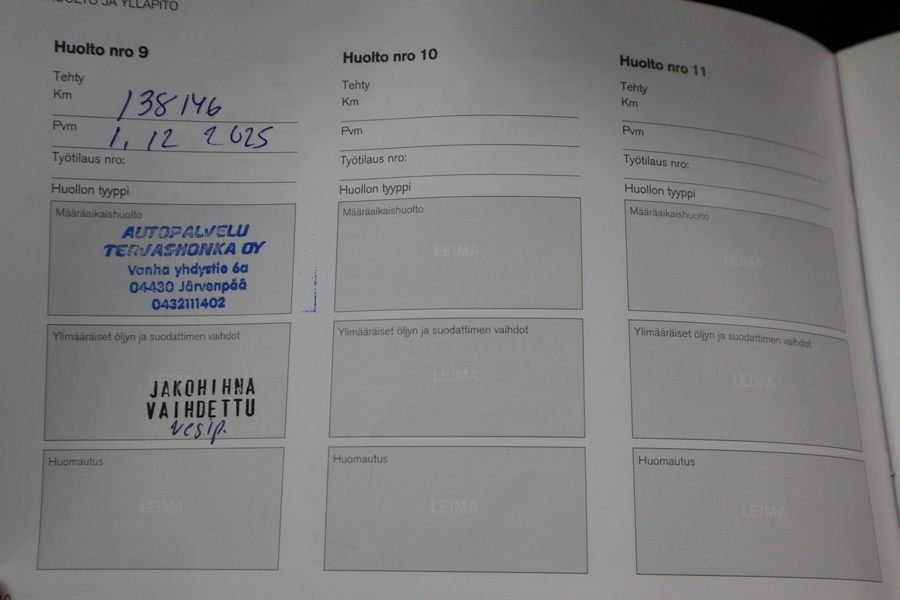 JA YLLÄPITO
Huolto nro 9
Tehty
Km 138146
Pvm 1.12 2025
Työtilaus nro:
Huollon tyyppi
Määräaikaishuolto
AUTOPALVELU
TERVASHONKA OY
Vanha yhdystie 6a
04430 Järvenpää
0432111402
Ylimääräiset öljyn ja suodattimen vaihdot
JAKOHIHNA
VAIHDETTU
vesip.
Huomautus
LEIMA
Huolto nro 10
Tehty
Km
Pvm
Työtilaus nro:
Huollon tyyppi
Määräaikaishuolto
LEIMA
Ylimääräiset öljyn ja suodattimen vaihdot
LEIMA
Huomautus
LEIMA
Huolto nro 11
Tehty
Km
Pvm
Työtilaus nro:
Huollon tyyppi
Määräaikaishuolto
LEIMA
Ylimääräiset öljyn ja suodattimen vaihdot
LEIMA
Huomautus
LEIMA